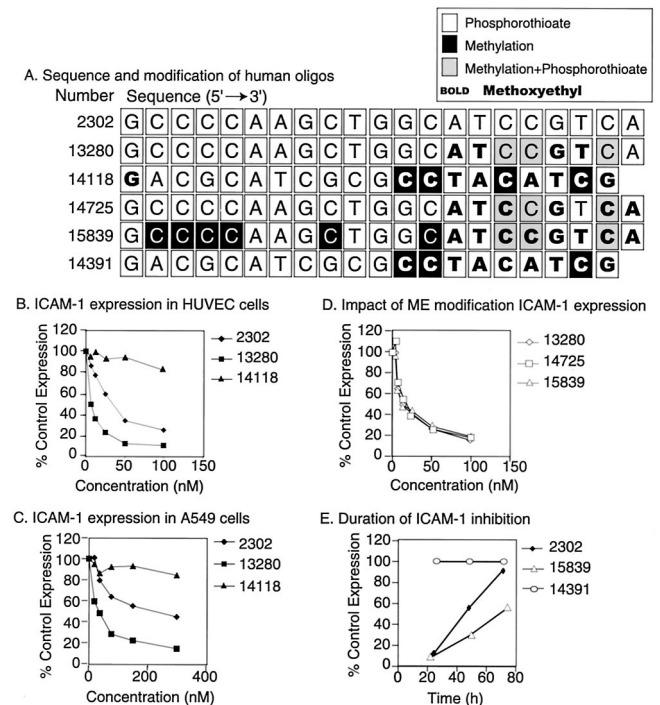 Phosphorothioate
Methylation
Methylation+Phosphorothioate
BOLD Methoxyethyl
A. Sequence and modification of human oligos
Number Sequence (5'→3')
2302 G C C C C A A G C T G G C A T C C G T C A
13280 G C C C C A A G C T G G C A T C C G T C A
14118 G A C G C A T C G C G C C T A C A T C G
14725 G C C C C A A G C T G G C A T C C G T C A
15839 G C C C C A A G C T G G C A T C C G T C A
14391 G A C G C A T C G C G C C T A C A T C G
B. ICAM-1 expression in HUVEC cells
% Control Expression
120
100
80
60
40
20
0
0 50 100 150
Concentration (nM)
2302
13280
14118
D. Impact of ME modification ICAM-1 expression
% Control Expression
120
100
80
60
40
20
0
0 50 100 150
Concentration (nM)
13280
14725
15839
C. ICAM-1 expression in A549 cells
% Control Expression
120
100
80
60
40
20
0
0 200 400
Concentration (nM)
2302
13280
14118
E. Duration of ICAM-1 inhibition
% Control Expression
120
100
80
60
40
20
0
0 20 40 60 80
Time (h)
2302
15839
14391